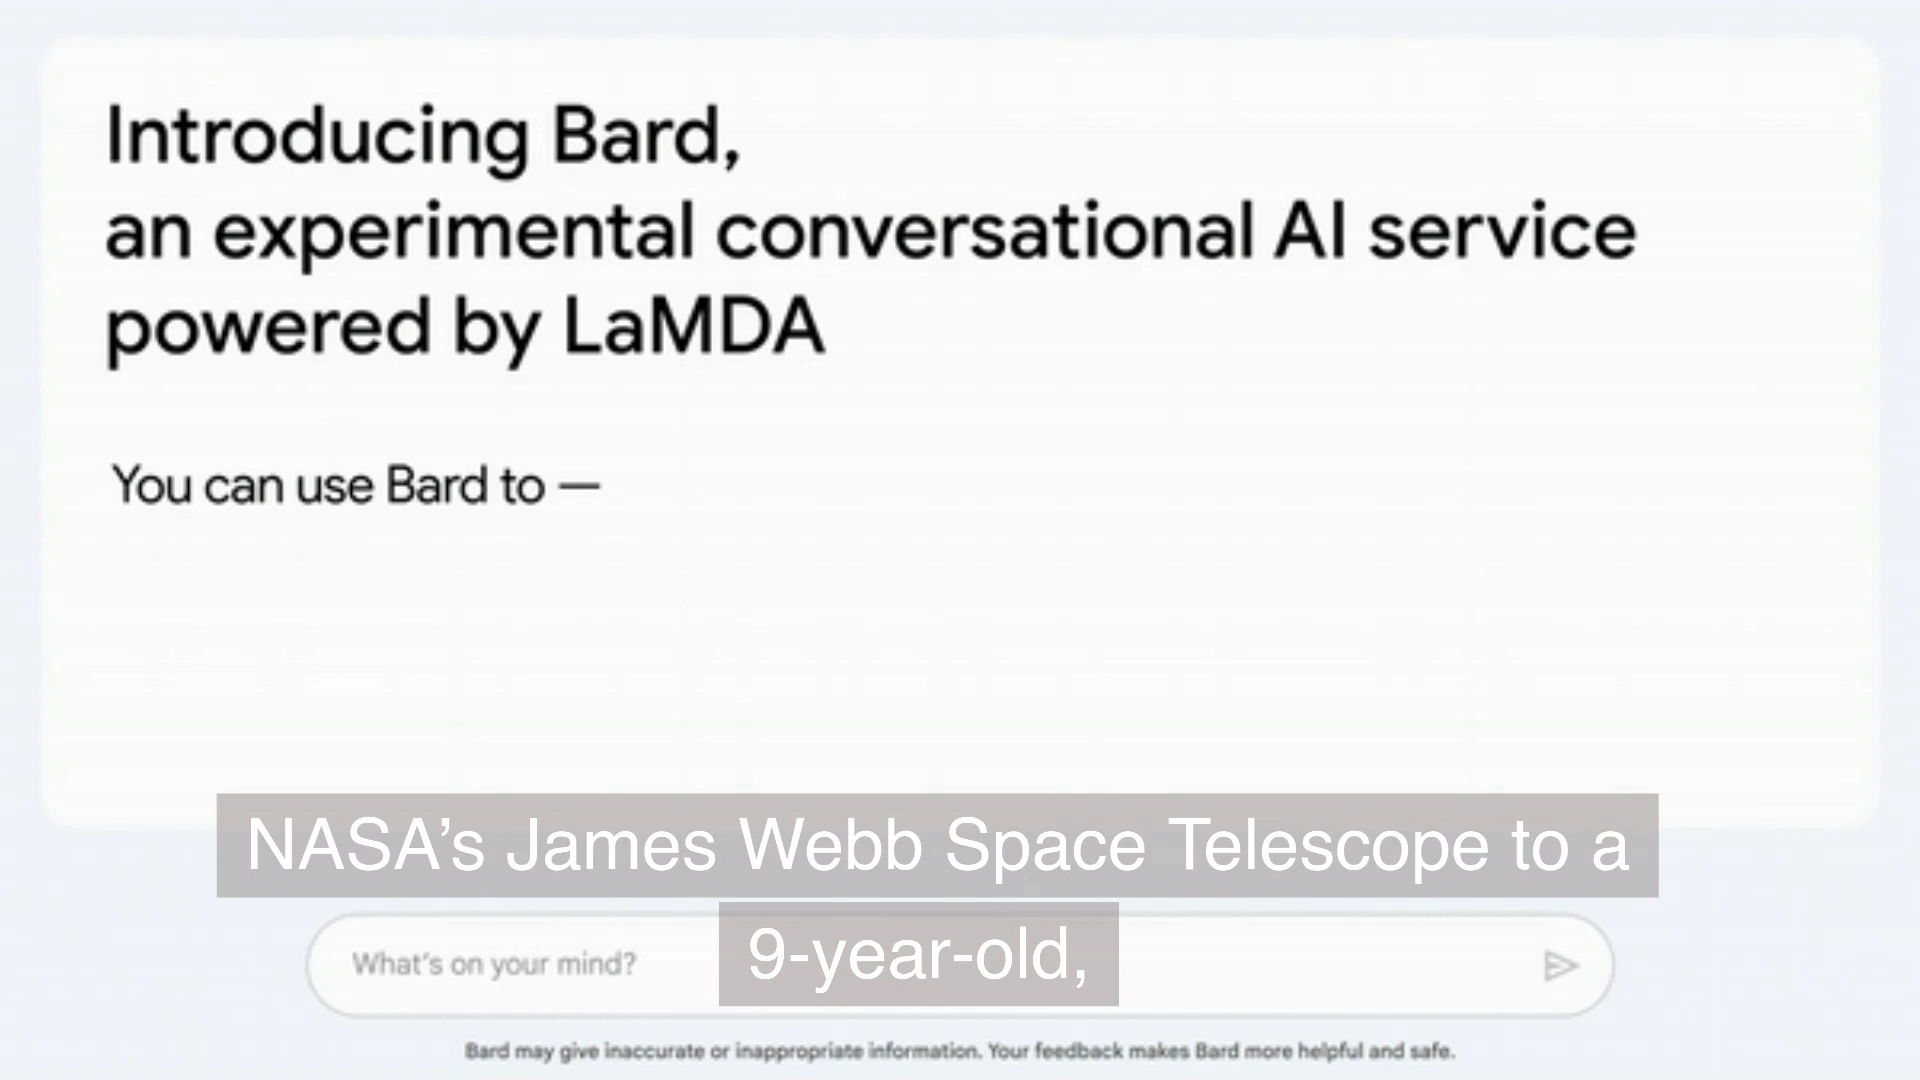 Introducing Bard,
an experimental conversational AI service
powered by LaMDA
You can use Bard to —
NASA’s James Webb Space Telescope to a
9-year-old,
What's on your mind?
Bard may give inaccurate or inappropriate information. Your feedback makes Bard more helpful and safe.